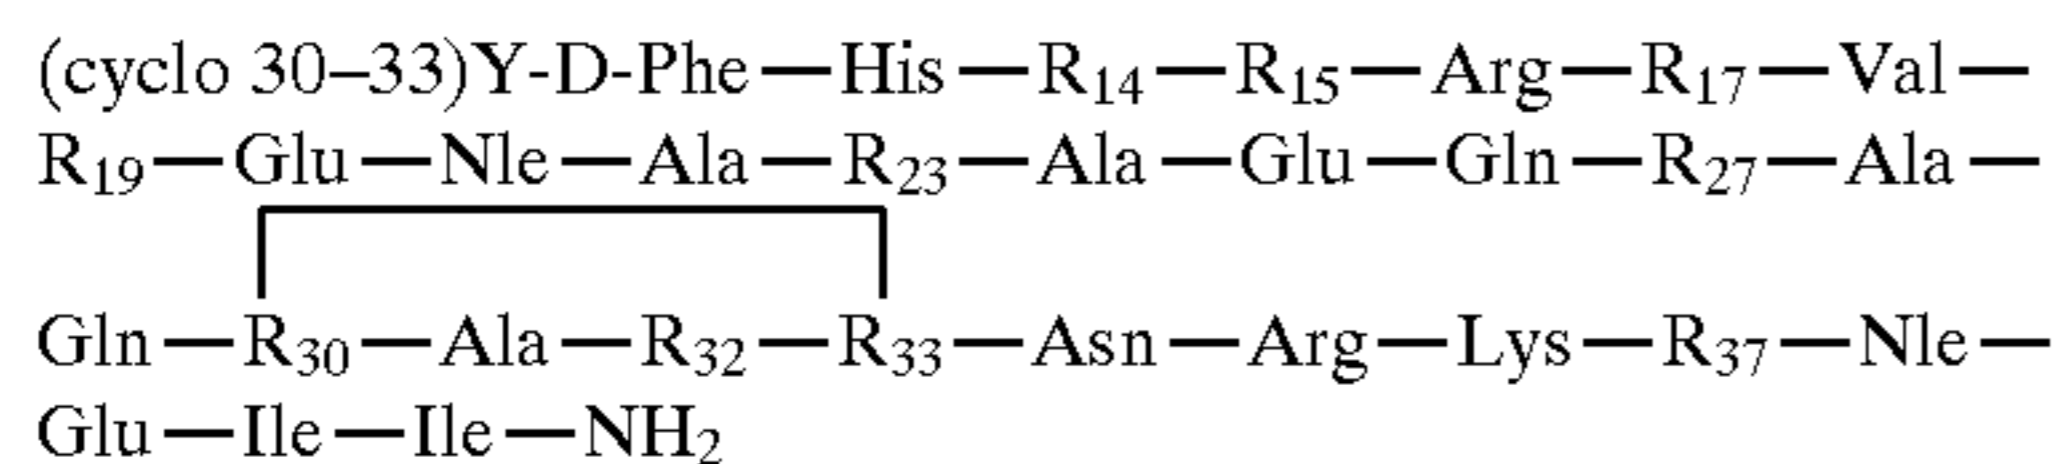 (cyclo 30–33)Y-D-Phe—His—R₁₄—R₁₅—Arg—R₁₇—Val—
R₁₉—Glu—Nle—Ala—R₂₃—Ala—Glu—Gln—R₂₇—Ala—
Gln—R₃₀—Ala—R₃₂—R₃₃—Asn—Arg—Lys—R₃₇—Nle—
Glu—Ile—Ile—NH₂